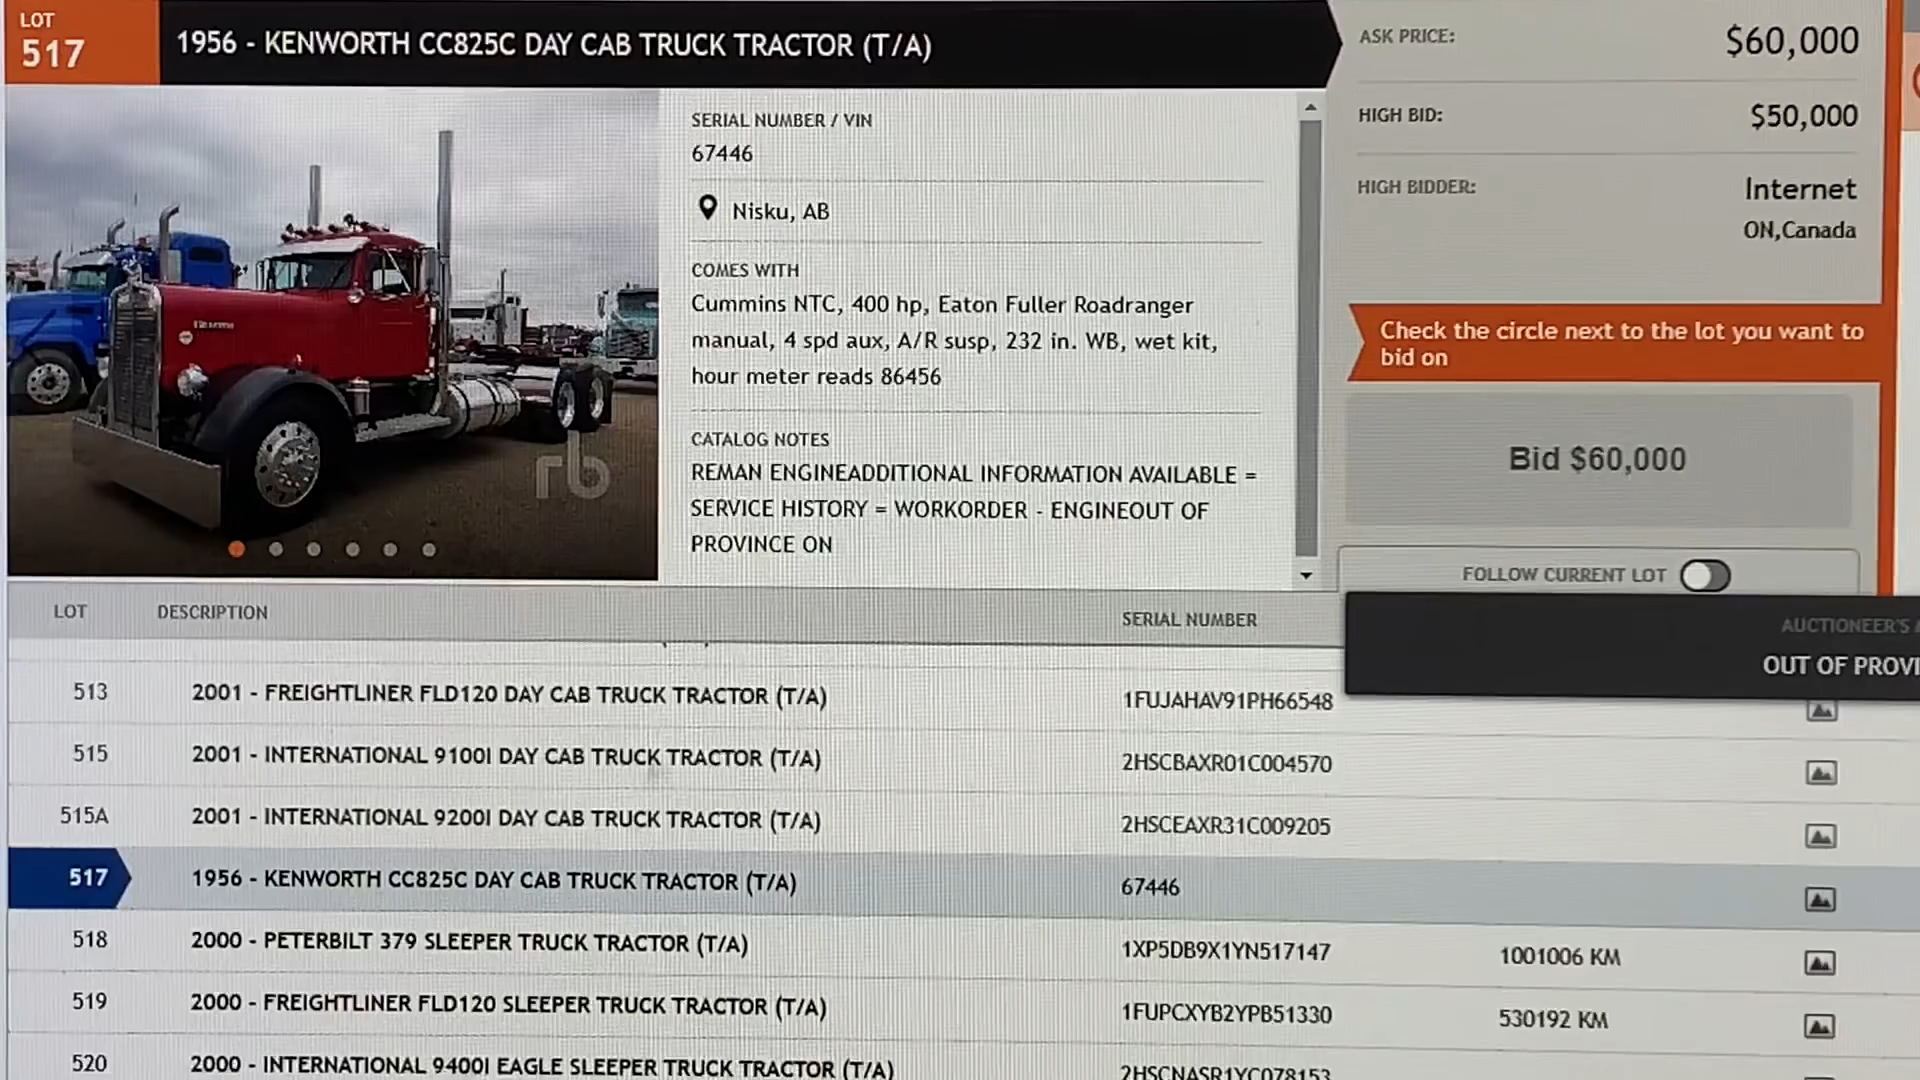 LOT
517
1956 - KENWORTH CC825C DAY CAB TRUCK TRACTOR (T/A)
ASK PRICE:
$60,000
HIGH BID:
$50,000
HIGH BIDDER:
Internet
ON,Canada
SERIAL NUMBER / VIN
67446
Nisku, AB
COMES WITH
Cummins NTC, 400 hp, Eaton Fuller Roadranger
manual, 4 spd aux, A/R susp, 232 in. WB, wet kit,
hour meter reads 86456
CATALOG NOTES
REMAN ENGINEADDITIONAL INFORMATION AVAILABLE =
SERVICE HISTORY = WORKORDER - ENGINEOUT OF
PROVINCE ON
rb
Check the circle next to the lot you want to
bid on
Bid $60,000
FOLLOW CURRENT LOT
AUCTIONEER'S
OUT OF PROVI
LOT DESCRIPTION SERIAL NUMBER
513 2001 - FREIGHTLINER FLD120 DAY CAB TRUCK TRACTOR (T/A) 1FUJAHAV91PH66548
515 2001 - INTERNATIONAL 9100I DAY CAB TRUCK TRACTOR (T/A) 2HSCBAXR01C004570
515A 2001 - INTERNATIONAL 9200I DAY CAB TRUCK TRACTOR (T/A) 2HSCEAXR31C009205
517 1956 - KENWORTH CC825C DAY CAB TRUCK TRACTOR (T/A) 67446
518 2000 - PETERBILT 379 SLEEPER TRUCK TRACTOR (T/A) 1XP5DB9X1YN517147 1001006 KM
519 2000 - FREIGHTLINER FLD120 SLEEPER TRUCK TRACTOR (T/A) 1FUPCXYB2YPB51330 530192 KM
520 2000 - INTERNATIONAL 9400I EAGLE SLEEPER TRUCK TRACTOR (T/A) 2HSCNASR1YC078153